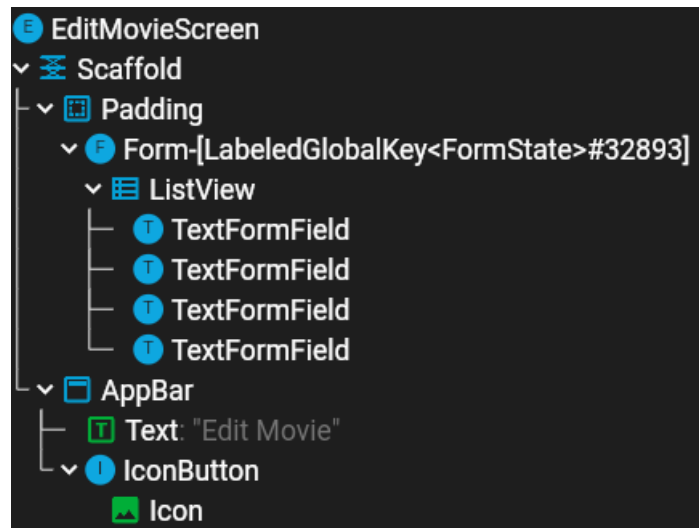 E EditMovieScreen
Scaffold
Padding
F Form-[LabeledGlobalKey<FormState>#32893]
ListView
T TextFormField
T TextFormField
T TextFormField
T TextFormField
AppBar
T Text: "Edit Movie"
I IconButton
Icon